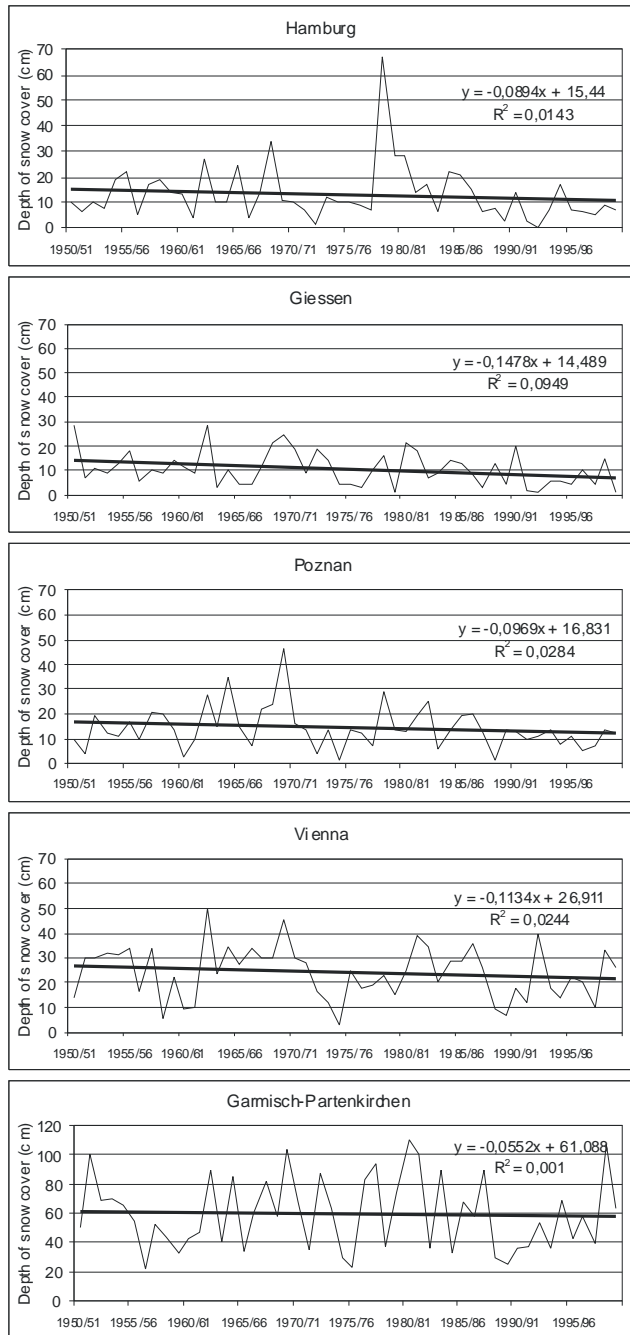 Hamburg
Depth of snow cover (cm)
70
60
50
40
30
20
10
0
y = -0,0894x + 15,44
R² = 0,0143
1950/51 1955/56 1960/61 1965/66 1970/71 1975/76 1980/81 1985/86 1990/91 1995/96
Giessen
Depth of snow cover (cm)
70
60
50
40
30
20
10
0
y = -0,1478x + 14,489
R² = 0,0949
1950/51 1955/56 1960/61 1965/66 1970/71 1975/76 1980/81 1985/86 1990/91 1995/96
Poznan
Depth of snow cover (cm)
70
60
50
40
30
20
10
0
y = -0,0969x + 16,831
R² = 0,0284
1950/51 1955/56 1960/61 1965/66 1970/71 1975/76 1980/81 1985/86 1990/91 1995/96
Vienna
Depth of snow cover (cm)
70
60
50
40
30
20
10
0
y = -0,1134x + 26,911
R² = 0,0244
1950/51 1955/56 1960/61 1965/66 1970/71 1975/76 1980/81 1985/86 1990/91 1995/96
Garmisch-Partenkirchen
Depth of snow cover (cm)
120
100
80
60
40
20
0
y = -0,0552x + 61,088
R² = 0,001
1950/51 1955/56 1960/61 1965/66 1970/71 1975/76 1980/81 1985/86 1990/91 1995/96